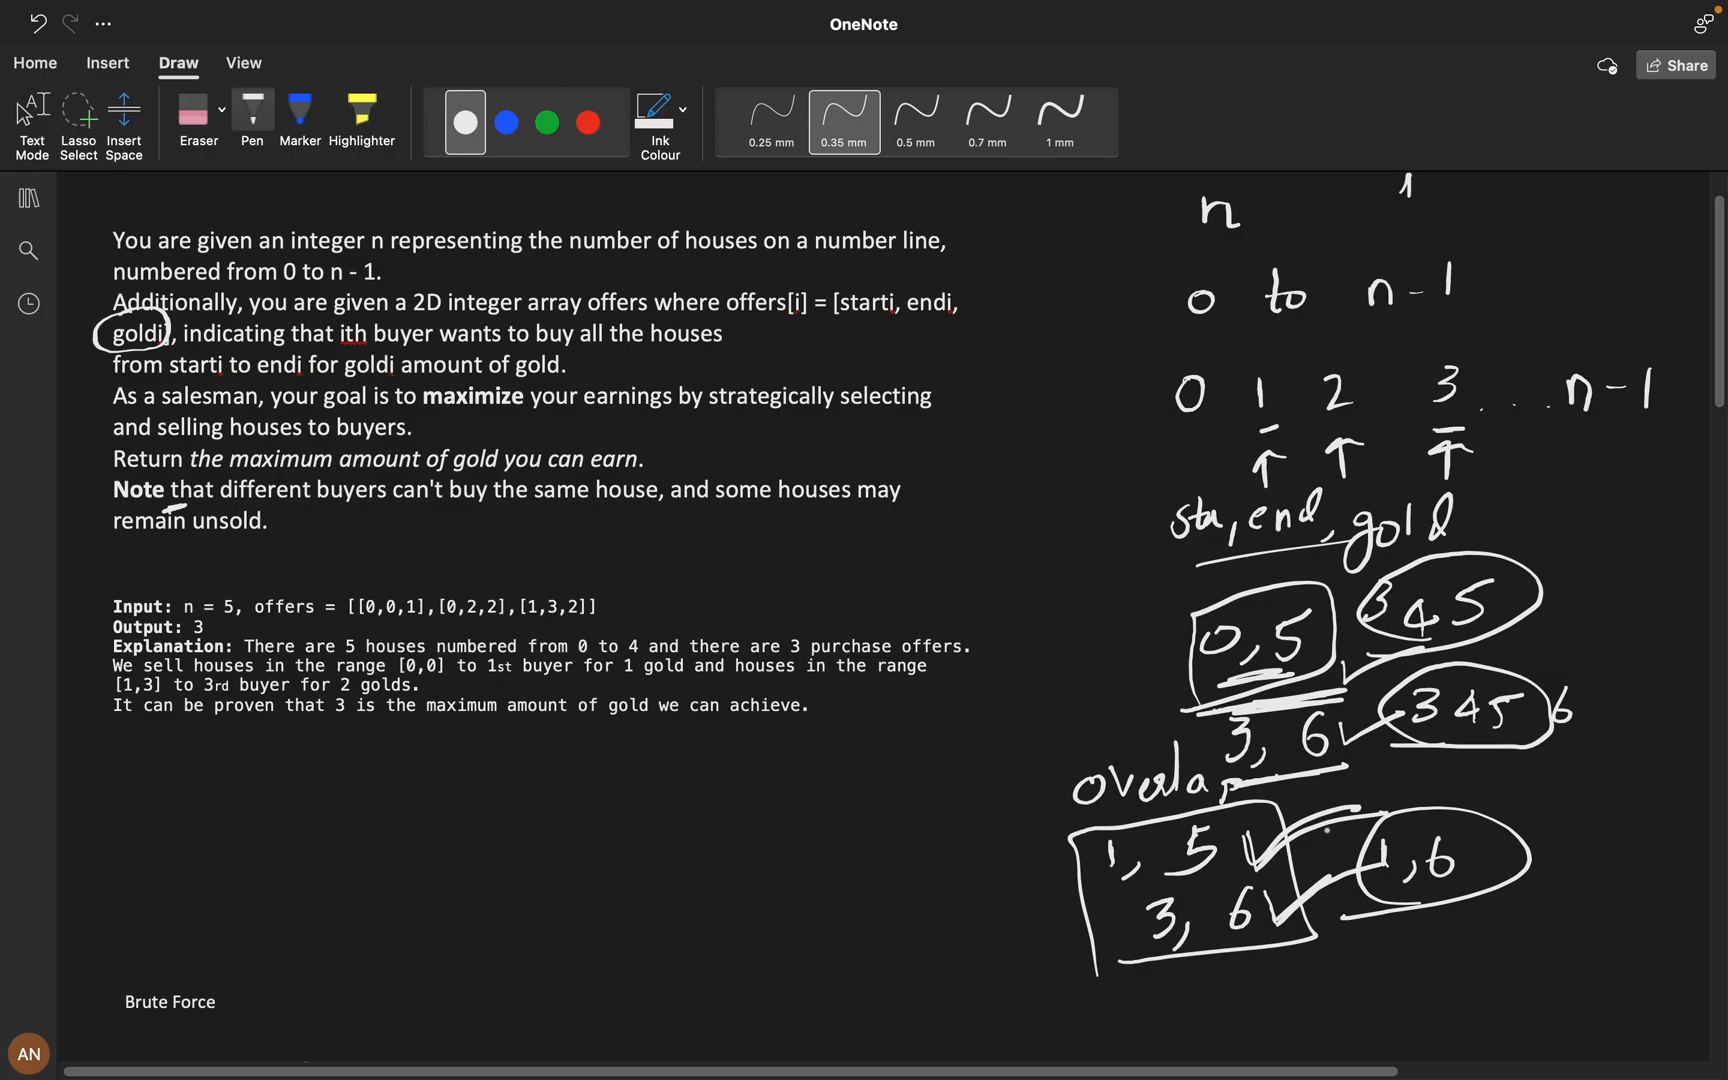 OneNote
Home Insert Draw View
Share
Text Mode
Lasso Select
Insert Space
Eraser
Pen
Marker
Highlighter
Ink Colour
0.25 mm
0.35 mm
0.5 mm
0.7 mm
1 mm
You are given an integer n representing the number of houses on a number line,
numbered from 0 to n - 1.
Additionally, you are given a 2D integer array offers where offers[i] = [starti, endi,
goldi], indicating that ith buyer wants to buy all the houses
from starti to endi for goldi amount of gold.
As a salesman, your goal is to maximize your earnings by strategically selecting
and selling houses to buyers.
Return the maximum amount of gold you can earn.
Note that different buyers can't buy the same house, and some houses may
remain unsold.
Input: n = 5, offers = [[0,0,1],[0,2,2],[1,3,2]]
Output: 3
Explanation: There are 5 houses numbered from 0 to 4 and there are 3 purchase offers.
We sell houses in the range [0,0] to 1st buyer for 1 gold and houses in the range
[1,3] to 3rd buyer for 2 golds.
It can be proven that 3 is the maximum amount of gold we can achieve.
Brute Force
AN
n
0 to n-1
0 1 2 3 . . . . n-1
sta, end, gold
0, 5 3 4 5
3, 6 3 4 5 6
overlap
1, 5
3, 6
1, 6